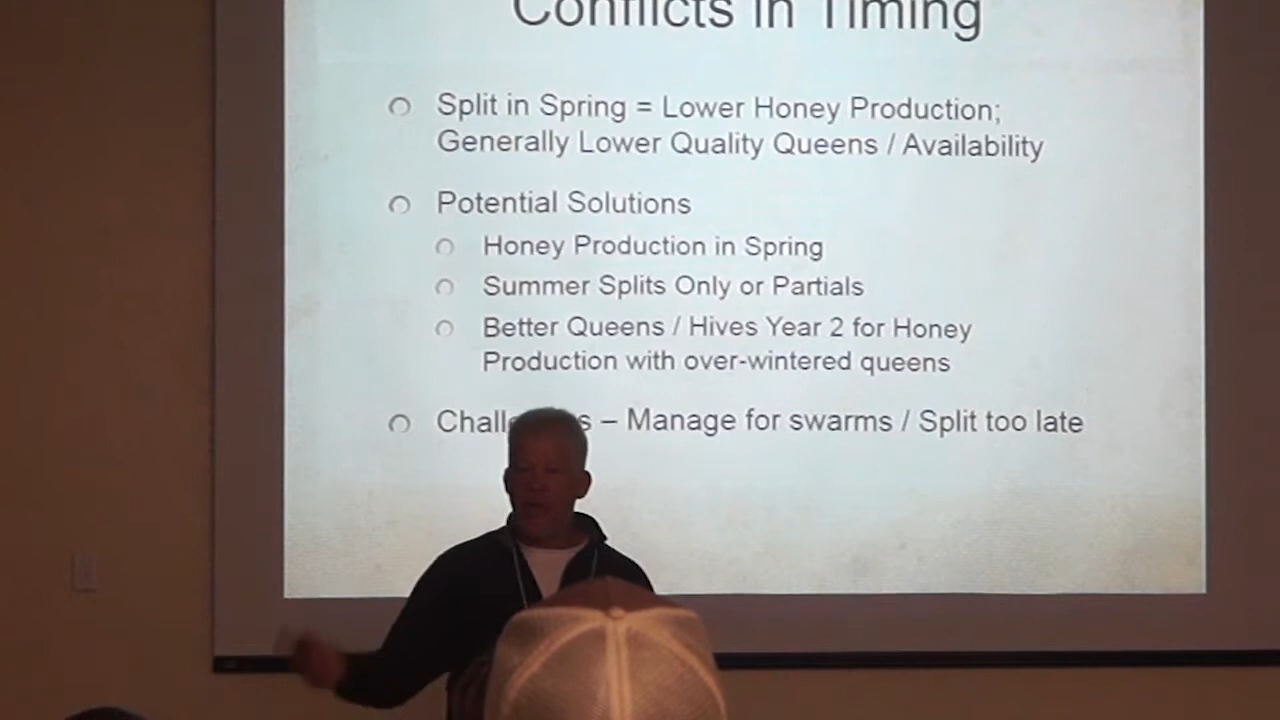 Conflicts in Timing
Split in Spring = Lower Honey Production;
Generally Lower Quality Queens / Availability
Potential Solutions
Honey Production in Spring
Summer Splits Only or Partials
Better Queens / Hives Year 2 for Honey
Production with over-wintered queens
– Manage for swarms / Split too late